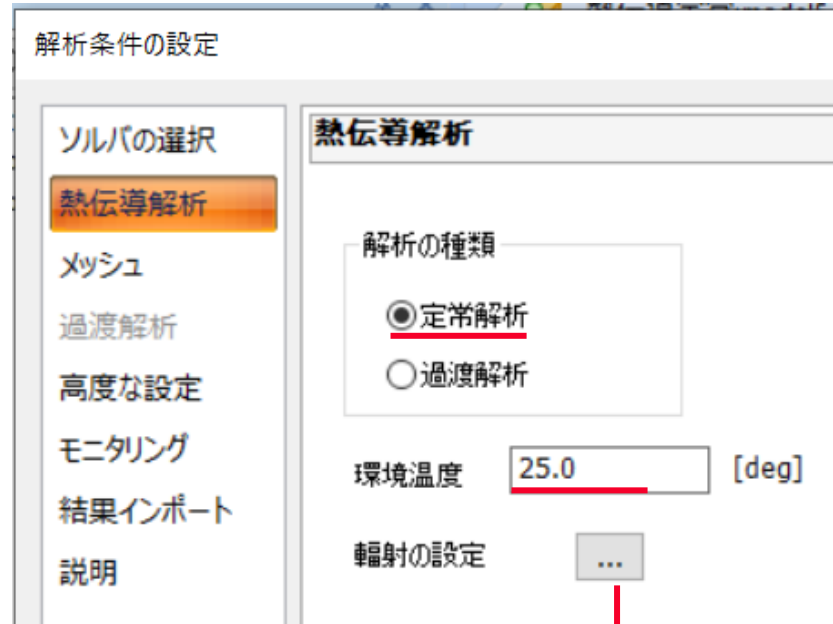 解析条件の設定
ソルバの選択
熱伝導解析
メッシュ
過渡解析
高度な設定
モニタリング
結果インポート
説明
熱伝導解析
解析の種類
定常解析
過渡解析
環境温度 25.0 [deg]
輻射の設定 ...